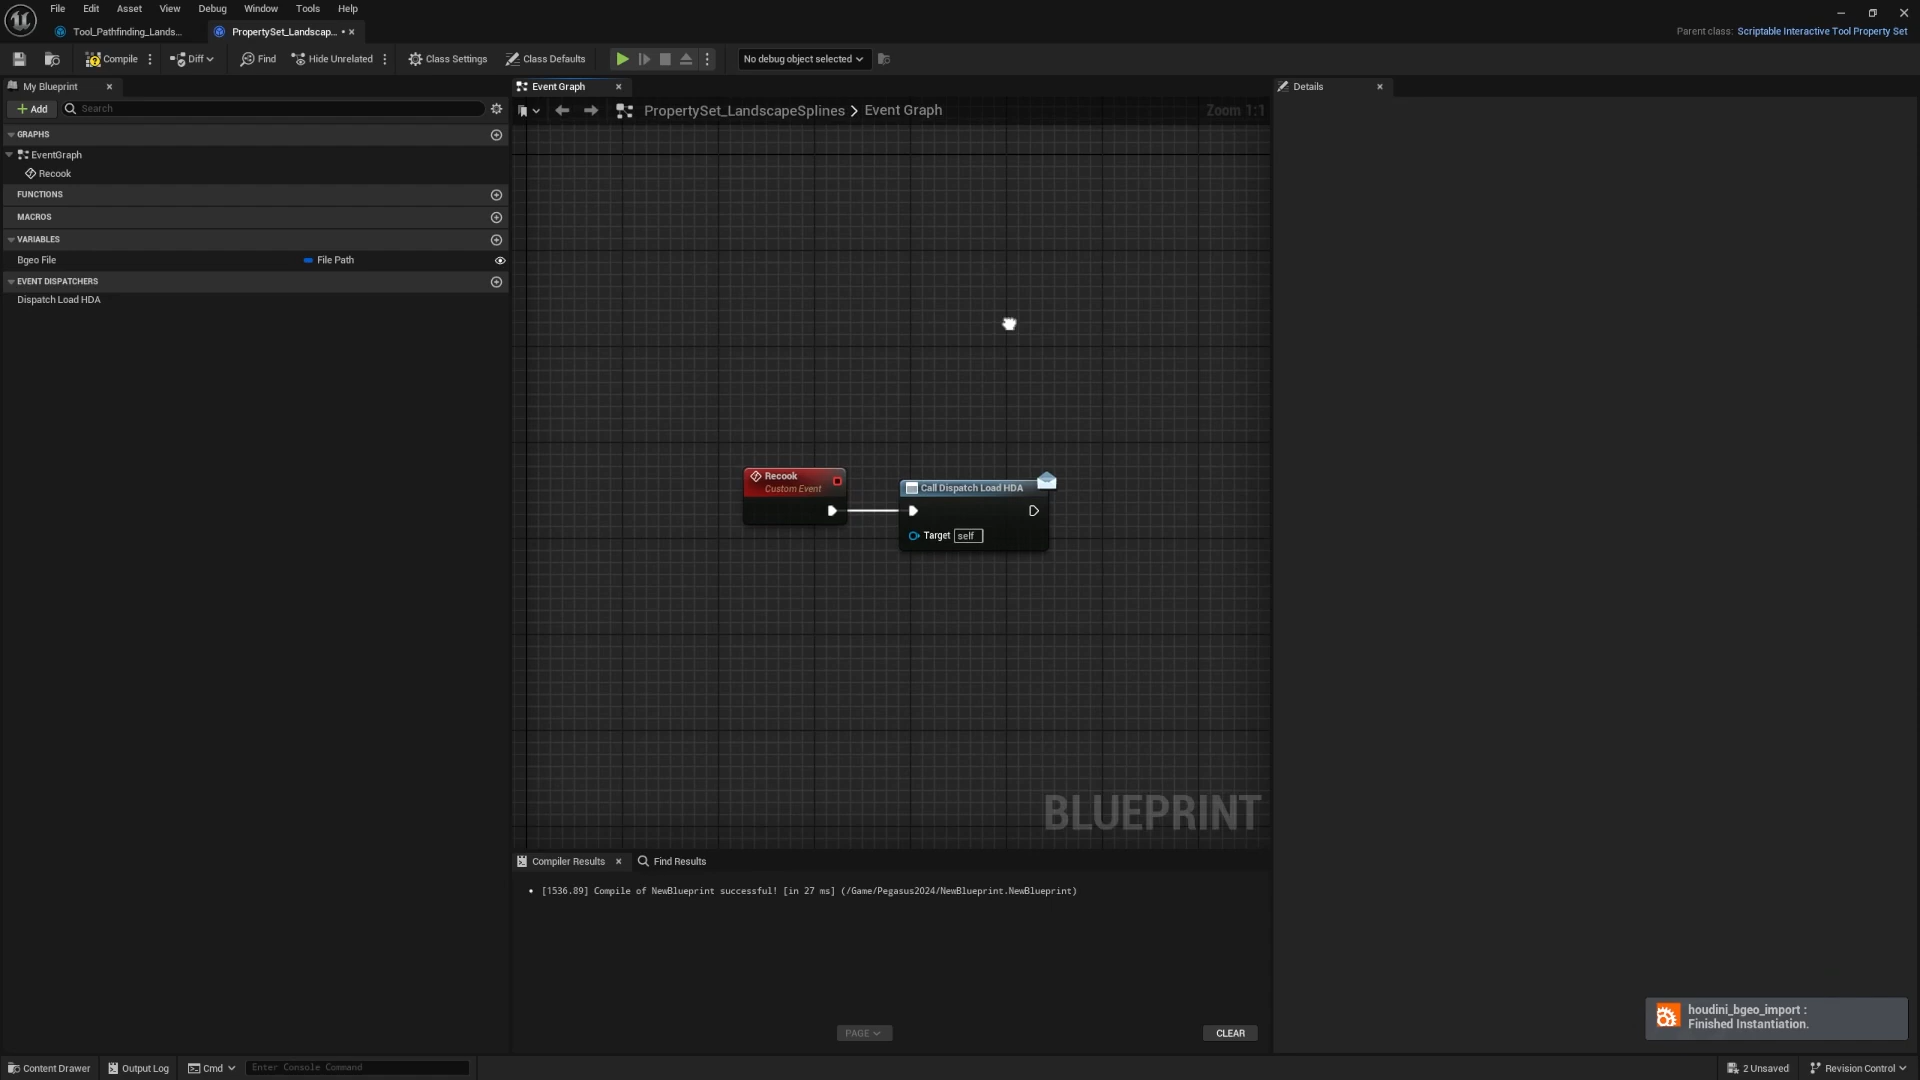 File Edit Asset View Debug Window Tools Help
Tool_Pathfinding_Lands...
PropertySet_Landscap... •
Parent class: Scriptable Interactive Tool Property Set
Compile
Diff
Find
Hide Unrelated
Class Settings
Class Defaults
No debug object selected
My Blueprint
Event Graph
Details
Add
Search
PropertySet_LandscapeSplines > Event Graph
Zoom 1:1
GRAPHS
EventGraph
Recook
FUNCTIONS
MACROS
VARIABLES
Bgeo File
File Path
EVENT DISPATCHERS
Dispatch Load HDA
Recook
Custom Event
Call Dispatch Load HDA
Target self
BLUEPRINT
Compiler Results
Find Results
• [1536.89] Compile of NewBlueprint successful! [in 27 ms] (/Game/Pegasus2024/NewBlueprint.NewBlueprint)
PAGE
CLEAR
houdini_bgeo_import :
Finished Instantiation.
Content Drawer
Output Log
Cmd
Enter Console Command
2 Unsaved
Revision Control